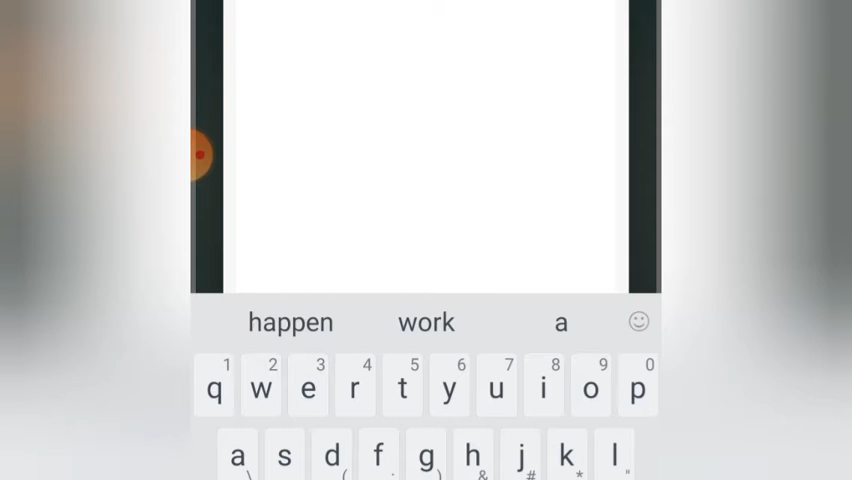 happen work a
1 2 3 4 5 6 7 8 9 0
q w e r t y u i o p
a s d f g h j k l
\ ( . ) & # * "